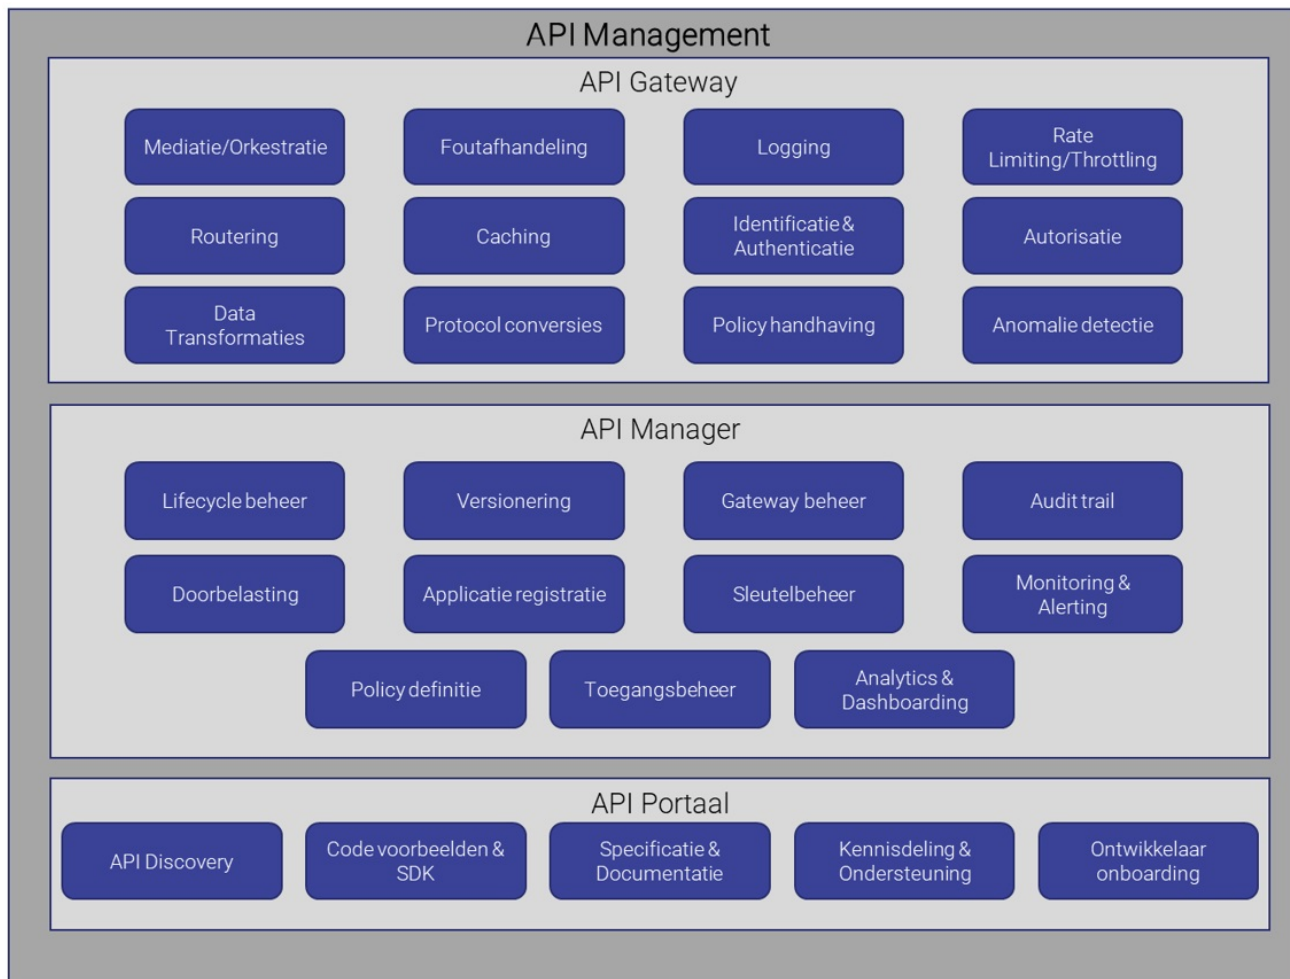 API Management
API Gateway
Mediatie/Orkestratie
Foutafhandeling
Logging
Rate
Limiting/Throttling
Routering
Caching
Identificatie &
Authenticatie
Autorisatie
Data
Transformaties
Protocol conversies
Policy handhaving
Anomalie detectie
API Manager
Lifecycle beheer
Versionering
Gateway beheer
Audit trail
Doorbelasting
Applicatie registratie
Sleutelbeheer
Monitoring &
Alerting
Policy definitie
Toegangsbeheer
Analytics &
Dashboarding
API Portaal
API Discovery
Code voorbeelden &
SDK
Specificatie &
Documentatie
Kennisdeling &
Ondersteuning
Ontwikkelaar
onboarding